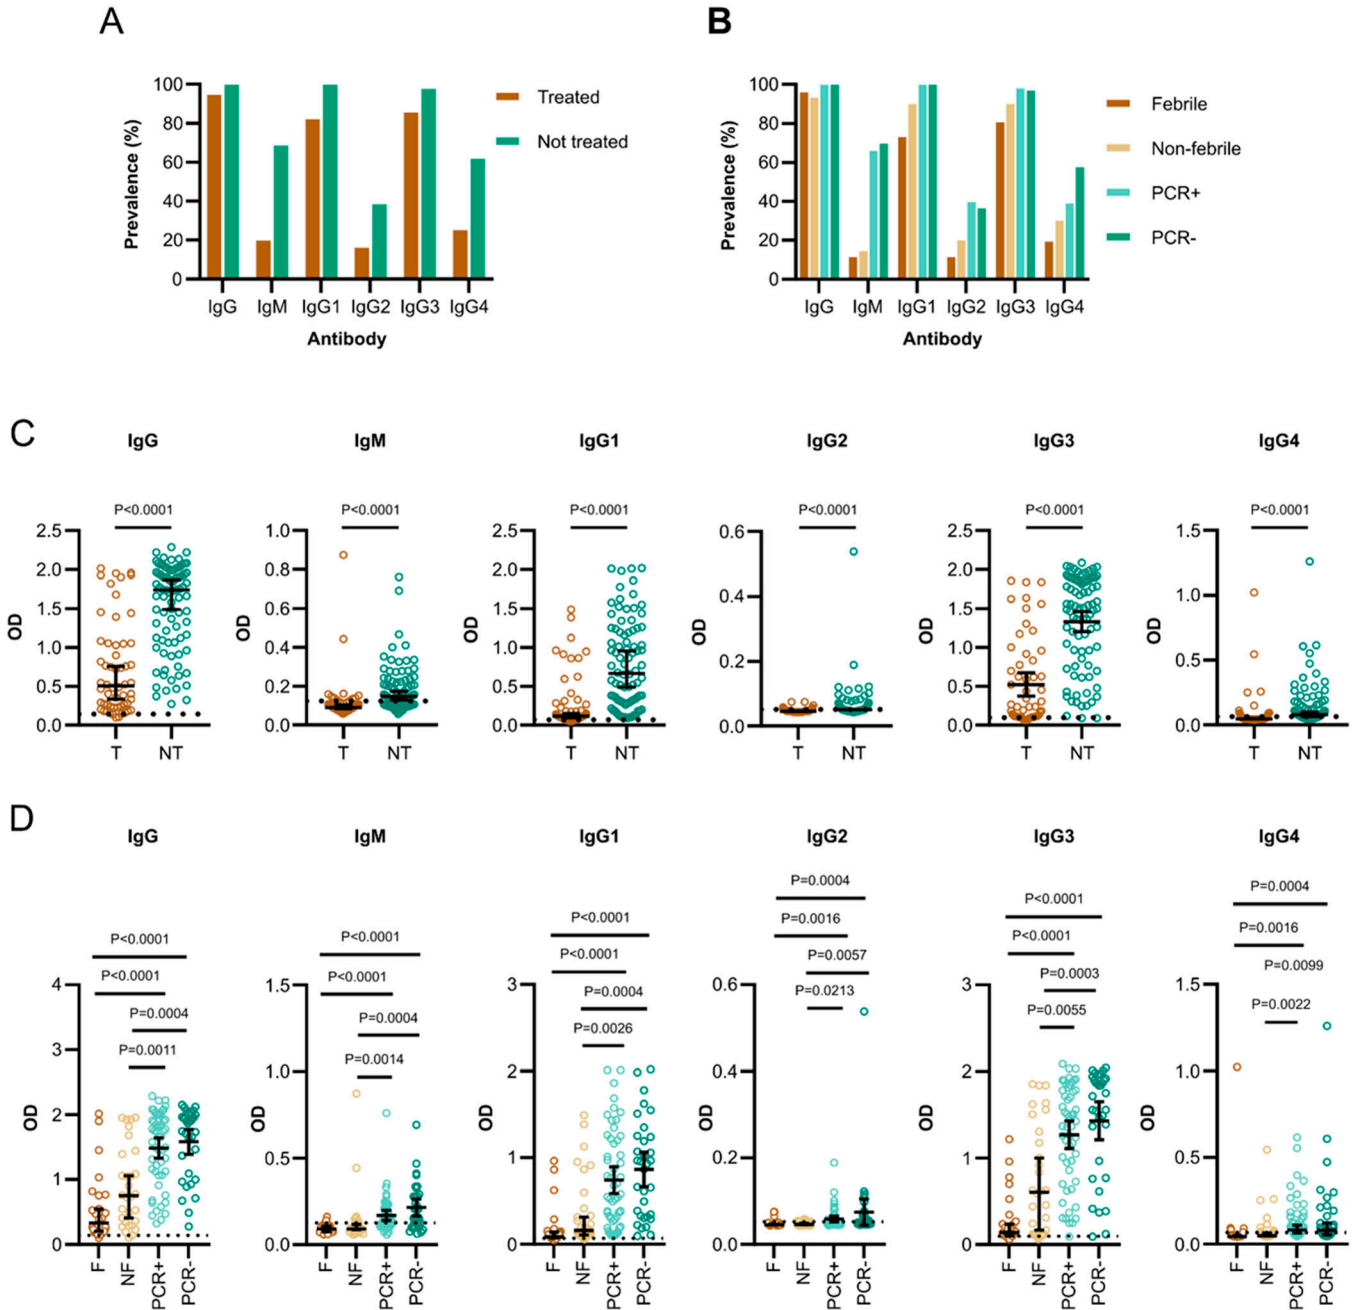 A
B
Prevalence (%)
100
80
60
40
20
0
IgG IgM IgG1 IgG2 IgG3 IgG4
Antibody
Treated
Not treated
Prevalence (%)
100
80
60
40
20
0
IgG IgM IgG1 IgG2 IgG3 IgG4
Antibody
Febrile
Non-febrile
PCR+
PCR-
C
IgG
P<0.0001
OD
2.5
2.0
1.5
1.0
0.5
0.0
T NT
IgM
P<0.0001
OD
1.0
0.8
0.6
0.4
0.2
0.0
T NT
IgG1
P<0.0001
OD
2.5
2.0
1.5
1.0
0.5
0.0
T NT
IgG2
P<0.0001
OD
0.6
0.4
0.2
0.0
T NT
IgG3
P<0.0001
OD
2.5
2.0
1.5
1.0
0.5
0.0
T NT
IgG4
P<0.0001
OD
1.5
1.0
0.5
0.0
T NT
D
IgG
P<0.0001
P<0.0001
P=0.0004
P=0.0011
OD
4
3
2
1
0
F NF PCR+ PCR-
IgM
P<0.0001
P<0.0001
P=0.0004
P=0.0014
OD
1.5
1.0
0.5
0.0
F NF PCR+ PCR-
IgG1
P<0.0001
P<0.0001
P=0.0004
P=0.0026
OD
3
2
1
0
F NF PCR+ PCR-
IgG2
P=0.0004
P=0.0016
P=0.0057
P=0.0213
OD
0.6
0.4
0.2
0.0
F NF PCR+ PCR-
IgG3
P<0.0001
P<0.0001
P=0.0003
P=0.0055
OD
3
2
1
0
F NF PCR+ PCR-
IgG4
P=0.0004
P=0.0016
P=0.0099
P=0.0022
OD
1.5
1.0
0.5
0.0
F NF PCR+ PCR-